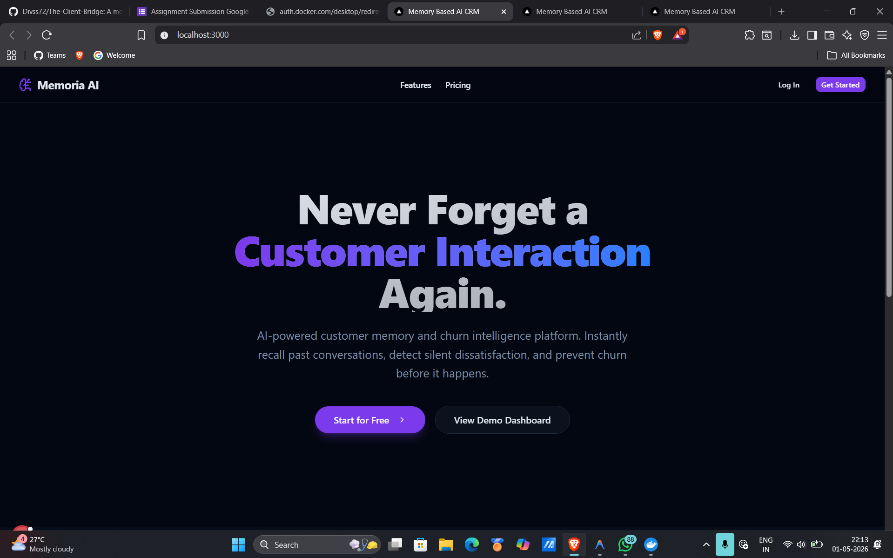 Divss72/The-Client-Bridge: A mo
Assignment Submission Google
auth.docker.com/desktop/redire
Memory Based AI CRM
Memory Based AI CRM
Memory Based AI CRM
localhost:3000
Teams
Welcome
All Bookmarks
Memoria AI
Features
Pricing
Log In
Get Started
Never Forget a
Customer Interaction
Again.
AI-powered customer memory and churn intelligence platform. Instantly
recall past conversations, detect silent dissatisfaction, and prevent churn
before it happens.
Start for Free
View Demo Dashboard
27°C
Mostly cloudy
Search
ENG
IN
22:13
01-05-2026